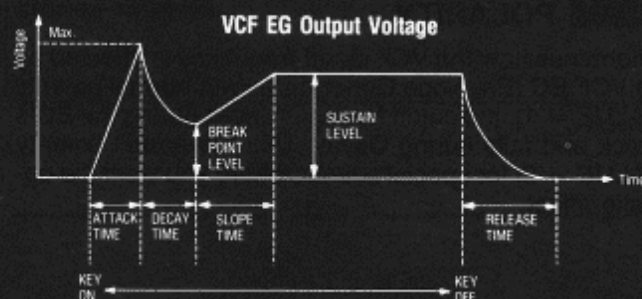 VCF EG Output Voltage
Voltage
Max.
BREAK
POINT
LEVEL
SUSTAIN
LEVEL
Time
ATTACK
TIME
DECAY
TIME
SLOPE
TIME
RELEASE
TIME
KEY
ON
KEY
OFF